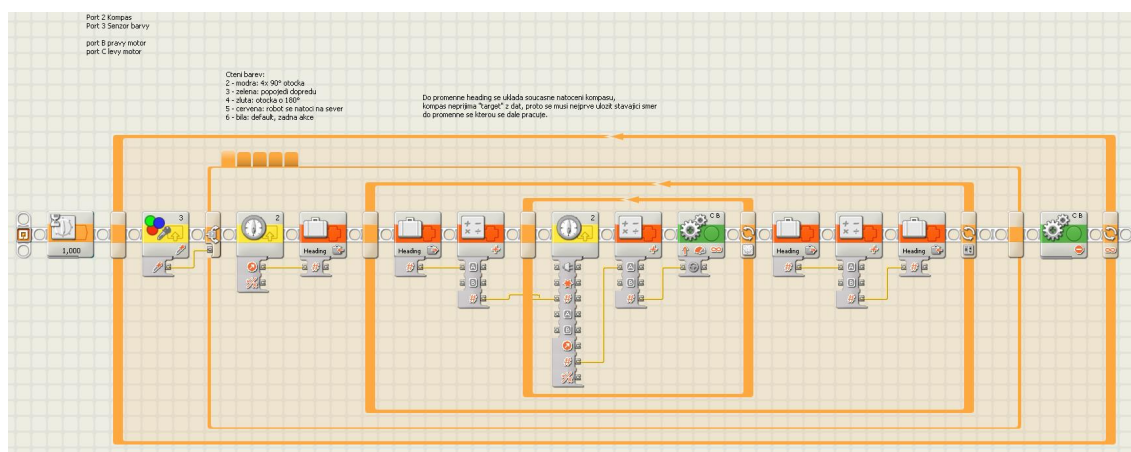 Port 2 Kompas
Port 3 Senzor barvy
port B pravy motor
port C levy motor
Cteni barev:
2 - modra: 4x 90° otocka
3 - zelena: popojedi dopredu
4 - zluta: otocka o 180°
5 - cervena: robot se natoci na sever
6 - bila: default, zadna akce
Do promenne heading se uklada soucasne natoceni kompasu,
kompas neprijima "target" z dat, proto se musi nejprve ulozit stavajici smer
do promenne se kterou se dale pracuje.
3 2 2 C B C B
1,000 Heading Heading Heading Heading
A A A A
B B B B
A
B